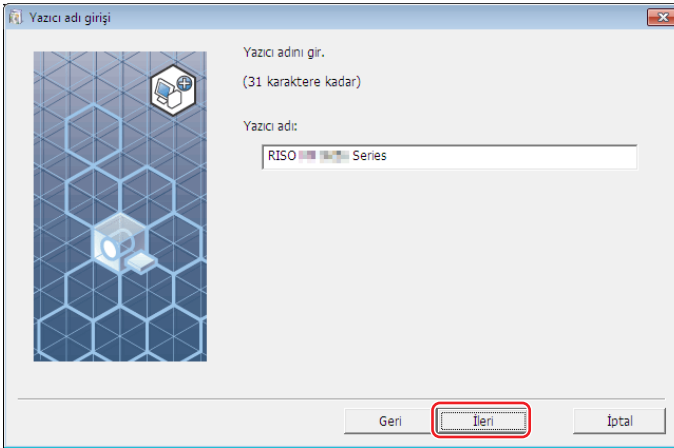 Yazıcı adı girişi
Yazıcı adını gir.
(31 karaktere kadar)
Yazıcı adı:
RISO Series
Geri
İleri
İptal